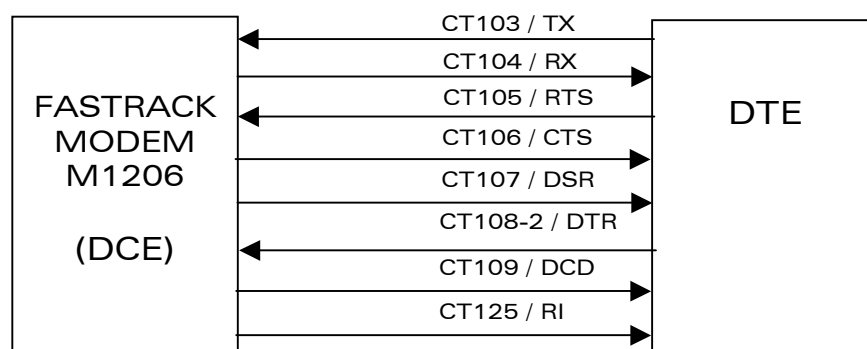 CT103 / TX
CT104 / RX
CT105 / RTS
CT106 / CTS
CT107 / DSR
CT108-2 / DTR
CT109 / DCD
CT125 / RI
FASTRACK
MODEM
M1206
(DCE)
DTE